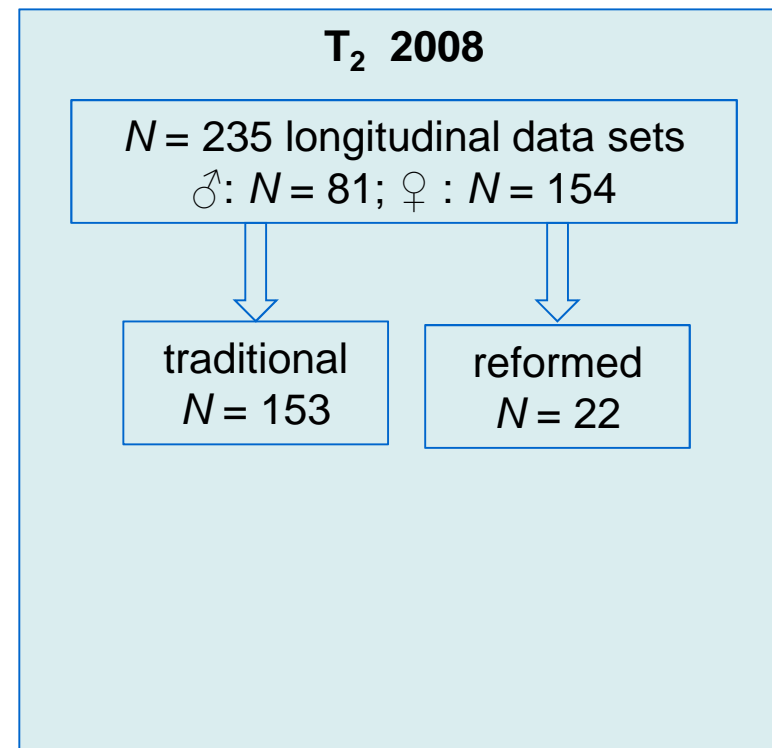 T₂ 2008
N = 235 longitudinal data sets
♂: N = 81; ♀ : N = 154
traditional
N = 153
reformed
N = 22